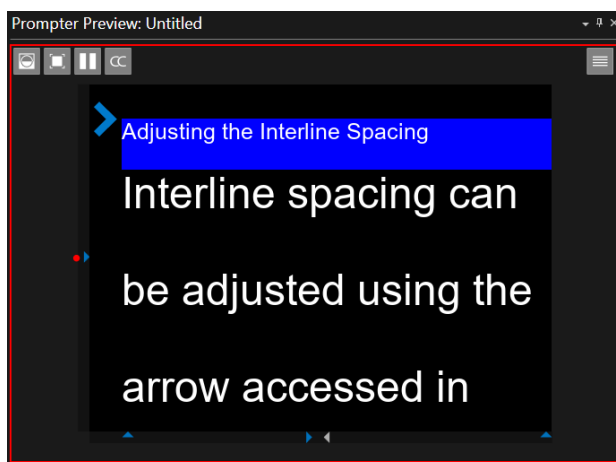 Prompter Preview: Untitled
CC
Adjusting the Interline Spacing
Interline spacing can
be adjusted using the
arrow accessed in